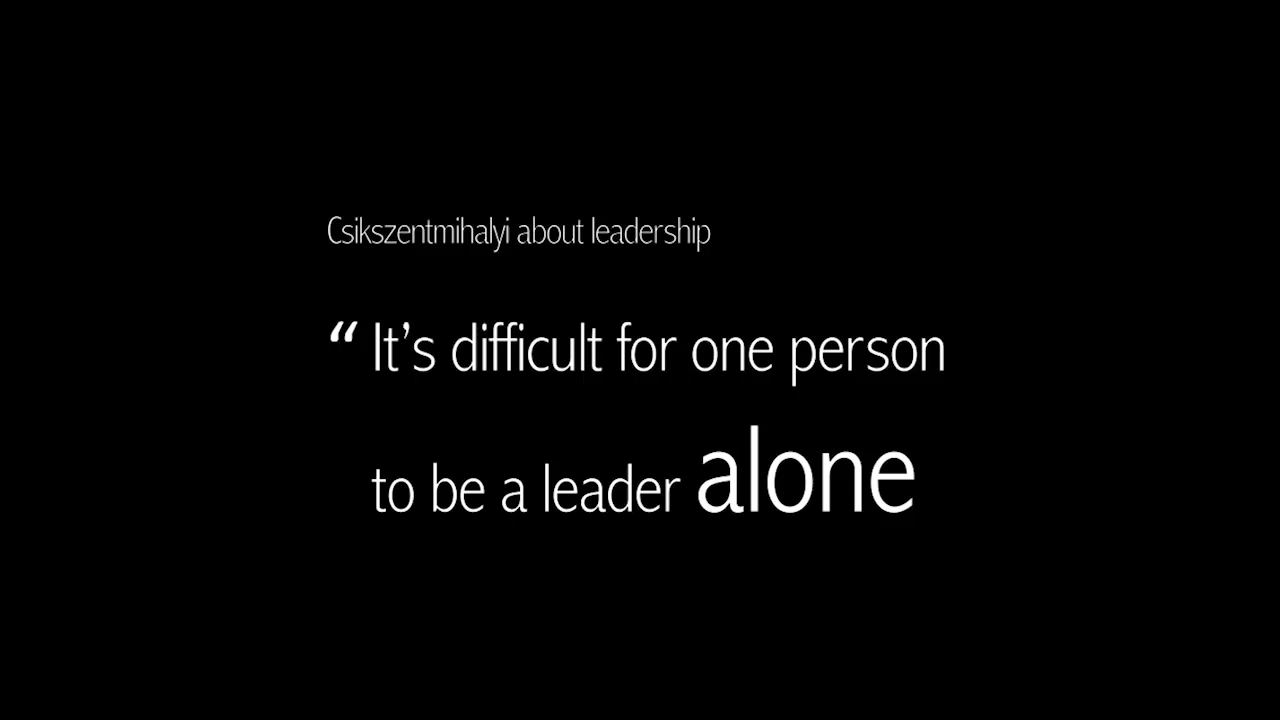 Csikszentmihalyi about leadership
“ It’s difficult for one person
to be a leader alone